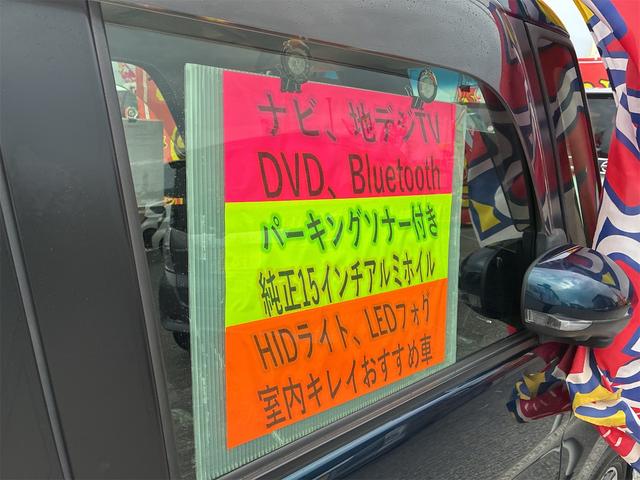 ナビ、地デジTV
DVD、Bluetooth
パーキングソナー付き
純正15インチアルミホイル
HIDライト、LEDフォグ
室内キレイおすすめ車